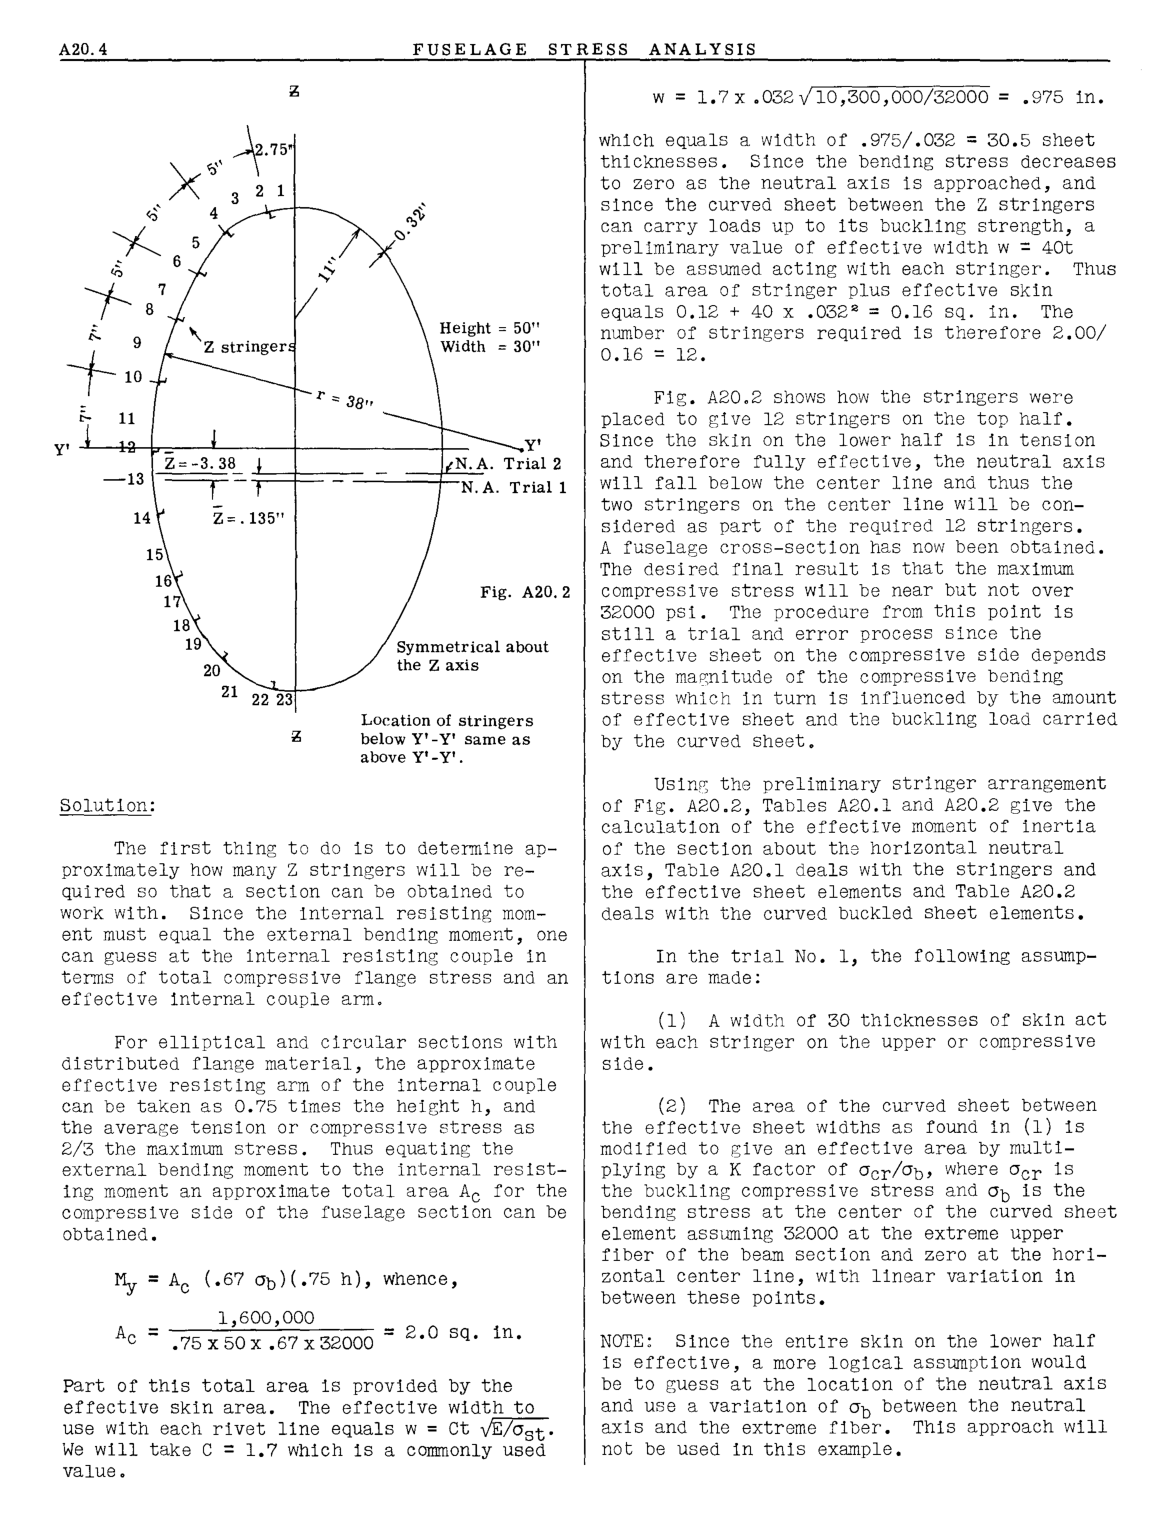 A20.4 FUSELAGE STRESS ANALYSIS
Z
2.75"
5"
5"
5"
7"
7"
1
2
3
4
5
6
7
8
9
10
11
12
13
14
15
16
17
18
19
20
21
22 23
0.32"
11"
Height = 50"
Width = 30"
Z stringers
r = 38"
Y' Y'
Z̄ = -3.38
N.A. Trial 2
N.A. Trial 1
Z̄ = .135"
Fig. A20.2
Symmetrical about
the Z axis
Z
Location of stringers
below Y'-Y' same as
above Y'-Y'.
Solution:
The first thing to do is to determine ap-
proximately how many Z stringers will be re-
quired so that a section can be obtained to
work with. Since the internal resisting mom-
ent must equal the external bending moment, one
can guess at the internal resisting couple in
terms of total compressive flange stress and an
effective internal couple arm.
For elliptical and circular sections with
distributed flange material, the approximate
effective resisting arm of the internal couple
can be taken as 0.75 times the height h, and
the average tension or compressive stress as
2/3 the maximum stress. Thus equating the
external bending moment to the internal resist-
ing moment an approximate total area Ac for the
compressive side of the fuselage section can be
obtained.
My = Ac (.67 σb)(.75 h), whence,
Ac = 1,600,000 / .75 x 50 x .67 x 32000 = 2.0 sq. in.
Part of this total area is provided by the
effective skin area. The effective width to
use with each rivet line equals w = Ct √E/σst.
We will take C = 1.7 which is a commonly used
value.
w = 1.7 x .032 √10,300,000/32000 = .975 in.
which equals a width of .975/.032 = 30.5 sheet
thicknesses. Since the bending stress decreases
to zero as the neutral axis is approached, and
since the curved sheet between the Z stringers
can carry loads up to its buckling strength, a
preliminary value of effective width w = 40t
will be assumed acting with each stringer. Thus
total area of stringer plus effective skin
equals 0.12 + 40 x .032² = 0.16 sq. in. The
number of stringers required is therefore 2.00/
0.16 = 12.
Fig. A20.2 shows how the stringers were
placed to give 12 stringers on the top half.
Since the skin on the lower half is in tension
and therefore fully effective, the neutral axis
will fall below the center line and thus the
two stringers on the center line will be con-
sidered as part of the required 12 stringers.
A fuselage cross-section has now been obtained.
The desired final result is that the maximum
compressive stress will be near but not over
32000 psi. The procedure from this point is
still a trial and error process since the
effective sheet on the compressive side depends
on the magnitude of the compressive bending
stress which in turn is influenced by the amount
of effective sheet and the buckling load carried
by the curved sheet.
Using the preliminary stringer arrangement
of Fig. A20.2, Tables A20.1 and A20.2 give the
calculation of the effective moment of inertia
of the section about the horizontal neutral
axis, Table A20.1 deals with the stringers and
the effective sheet elements and Table A20.2
deals with the curved buckled sheet elements.
In the trial No. 1, the following assump-
tions are made:
(1) A width of 30 thicknesses of skin act
with each stringer on the upper or compressive
side.
(2) The area of the curved sheet between
the effective sheet widths as found in (1) is
modified to give an effective area by multi-
plying by a K factor of σcr/σb, where σcr is
the buckling compressive stress and σb is the
bending stress at the center of the curved sheet
element assuming 32000 at the extreme upper
fiber of the beam section and zero at the hori-
zontal center line, with linear variation in
between these points.
NOTE: Since the entire skin on the lower half
is effective, a more logical assumption would
be to guess at the location of the neutral axis
and use a variation of σb between the neutral
axis and the extreme fiber. This approach will
not be used in this example.